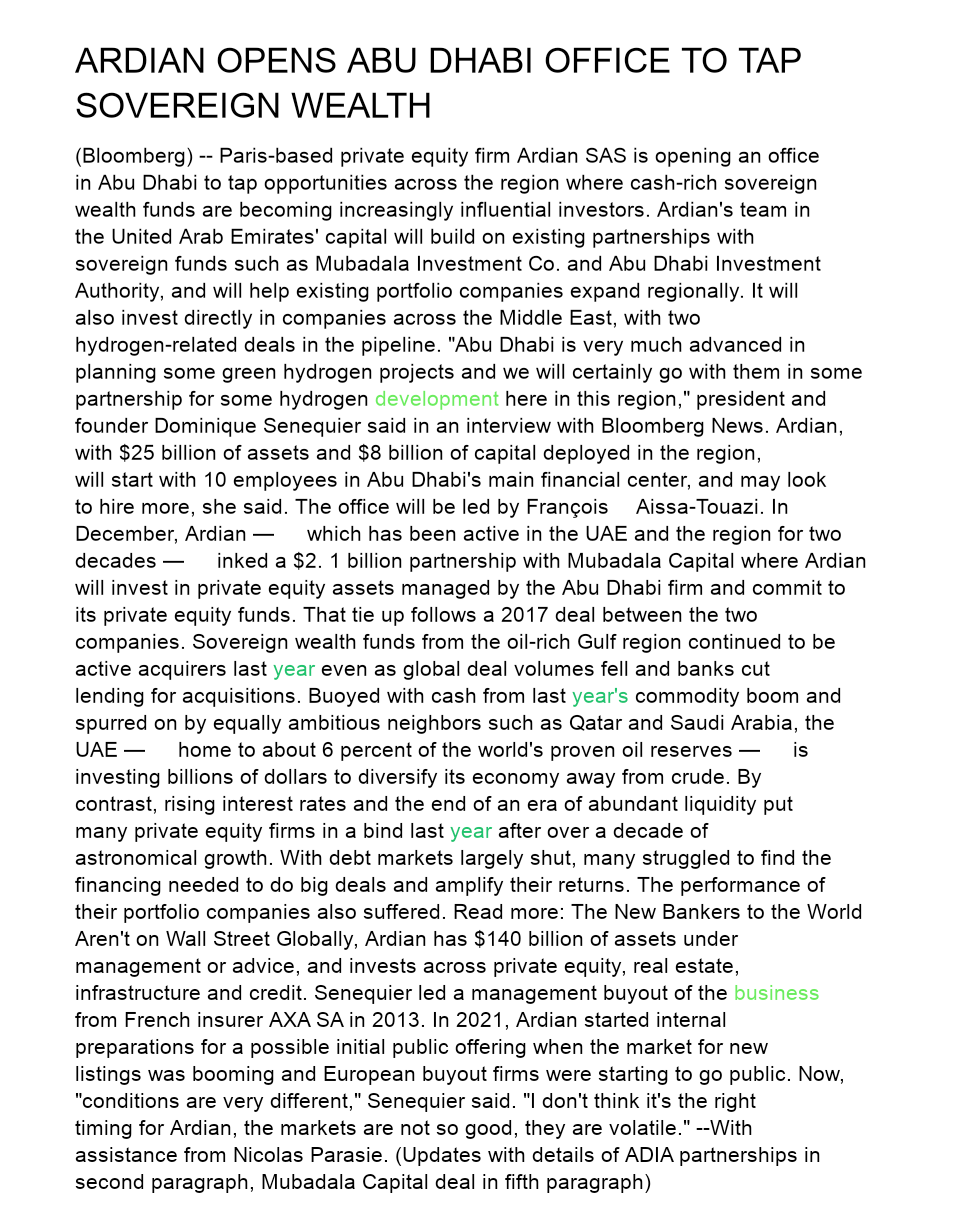 ARDIAN OPENS ABU DHABI OFFICE TO TAP
SOVEREIGN WEALTH
(Bloomberg) -- Paris-based private equity firm Ardian SAS is opening an office
in Abu Dhabi to tap opportunities across the region where cash-rich sovereign
wealth funds are becoming increasingly influential investors. Ardian's team in
the United Arab Emirates' capital will build on existing partnerships with
sovereign funds such as Mubadala Investment Co. and Abu Dhabi Investment
Authority, and will help existing portfolio companies expand regionally. It will
also invest directly in companies across the Middle East, with two
hydrogen-related deals in the pipeline. "Abu Dhabi is very much advanced in
planning some green hydrogen projects and we will certainly go with them in some
partnership for some hydrogen development here in this region," president and
founder Dominique Senequier said in an interview with Bloomberg News. Ardian,
with $25 billion of assets and $8 billion of capital deployed in the region,
will start with 10 employees in Abu Dhabi's main financial center, and may look
to hire more, she said. The office will be led by François    Aissa-Touazi. In
December, Ardian —     which has been active in the UAE and the region for two
decades —     inked a $2. 1 billion partnership with Mubadala Capital where Ardian
will invest in private equity assets managed by the Abu Dhabi firm and commit to
its private equity funds. That tie up follows a 2017 deal between the two
companies. Sovereign wealth funds from the oil-rich Gulf region continued to be
active acquirers last year even as global deal volumes fell and banks cut
lending for acquisitions. Buoyed with cash from last year's commodity boom and
spurred on by equally ambitious neighbors such as Qatar and Saudi Arabia, the
UAE —     home to about 6 percent of the world's proven oil reserves —     is
investing billions of dollars to diversify its economy away from crude. By
contrast, rising interest rates and the end of an era of abundant liquidity put
many private equity firms in a bind last year after over a decade of
astronomical growth. With debt markets largely shut, many struggled to find the
financing needed to do big deals and amplify their returns. The performance of
their portfolio companies also suffered. Read more: The New Bankers to the World
Aren't on Wall Street Globally, Ardian has $140 billion of assets under
management or advice, and invests across private equity, real estate,
infrastructure and credit. Senequier led a management buyout of the business
from French insurer AXA SA in 2013. In 2021, Ardian started internal
preparations for a possible initial public offering when the market for new
listings was booming and European buyout firms were starting to go public. Now,
"conditions are very different," Senequier said. "I don't think it's the right
timing for Ardian, the markets are not so good, they are volatile." --With
assistance from Nicolas Parasie. (Updates with details of ADIA partnerships in
second paragraph, Mubadala Capital deal in fifth paragraph)